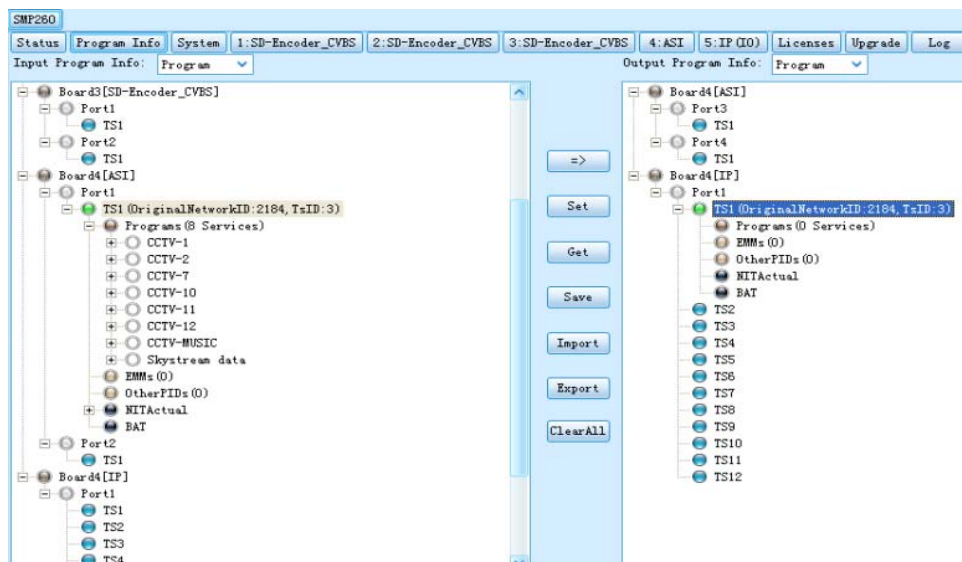 SMP260
Status Program Info System 1:SD-Encoder_CVBS 2:SD-Encoder_CVBS 3:SD-Encoder_CVBS 4:ASI 5:IP(IO) Licenses Upgrade Log
Input Program Info: Program
Board3[SD-Encoder_CVBS]
Port1
TS1
Port2
TS1
Board4[ASI]
Port1
TS1(OriginalNetworkID:2184,TsID:3)
Programs(8 Services)
CCTV-1
CCTV-2
CCTV-7
CCTV-10
CCTV-11
CCTV-12
CCTV-MUSIC
Skystream data
EMMs(0)
OtherPIDs(0)
NITActual
BAT
Port2
TS1
Board4[IP]
Port1
TS1
TS2
TS3
TS4
=>
Set
Get
Save
Import
Export
ClearAll
Output Program Info: Program
Board4[ASI]
Port3
TS1
Port4
TS1
Board4[IP]
Port1
TS1(OriginalNetworkID:2184,TsID:3)
Programs(0 Services)
EMMs(0)
OtherPIDs(0)
NITActual
BAT
TS2
TS3
TS4
TS5
TS6
TS7
TS8
TS9
TS10
TS11
TS12